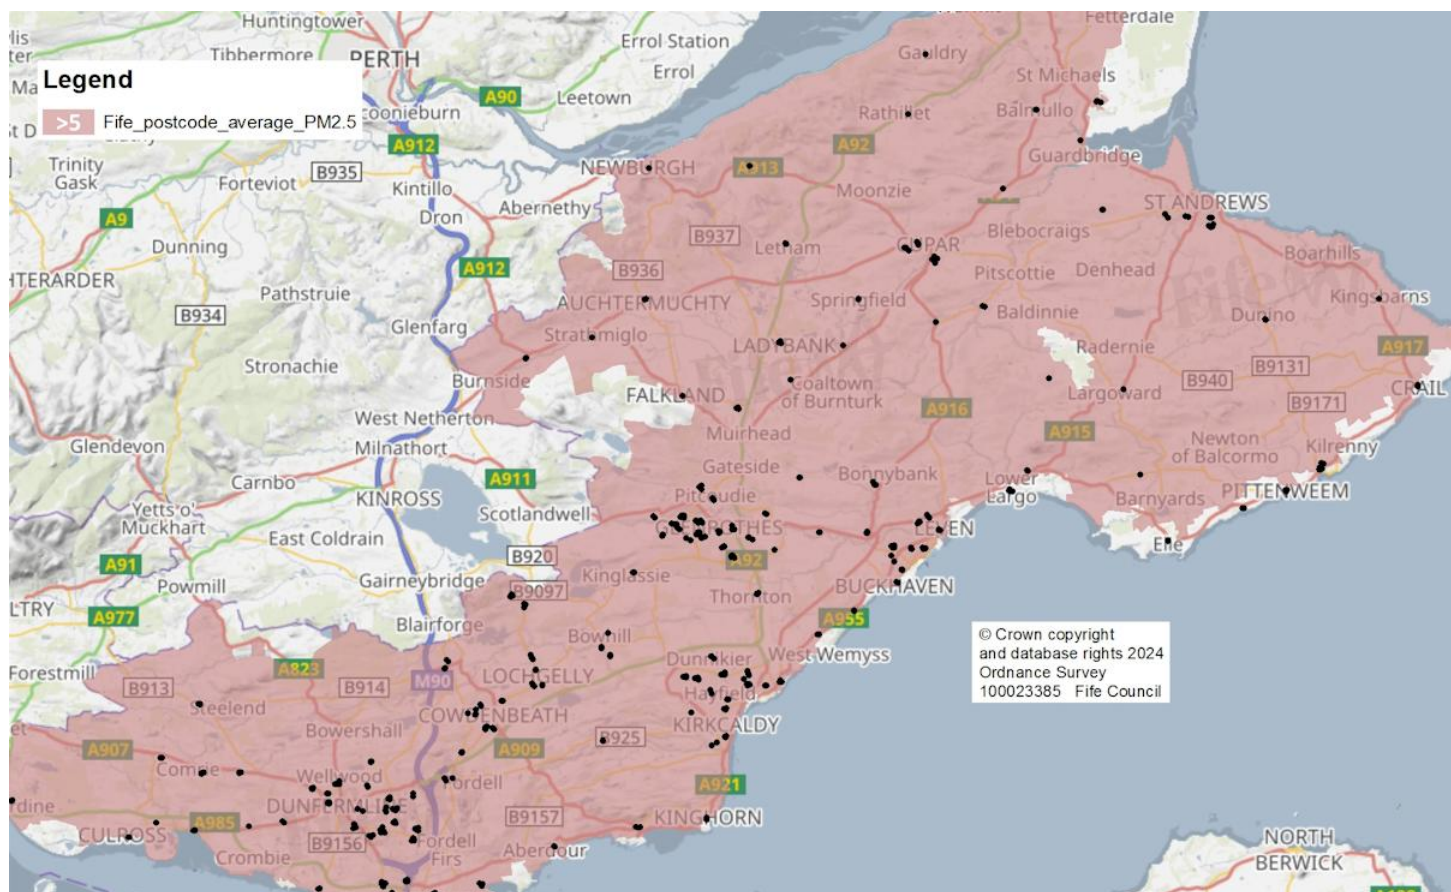 Huntingtower
Fetterdale
Tibbermore
PERTH
Errol Station
Errol
Gauldry
Legend
St Michaels
A90
Leetown
>5 Fife_postcode_average_PM2.5
Rathillet
Balmullo
A912
A92
Guardbridge
Trinity
Gask
Forteviot
B935
Kintillo
NEWBURGH
A913
Moonzie
Abernethy
A9
Dron
ST ANDREWS
Dunning
B937
Letham
CUPAR
Blebocraigs
Boarhills
A912
B936
Pitscottie
Denhead
HTERARDER
Pathstruie
AUCHTERMUCHTY
Springfield
Kingsbarns
B934
Glenfarg
Baldinnie
Dunino
Strathmiglo
LADYBANK
Radernie
A917
Stronachie
Burnside
B9131
FALKLAND
Coaltown
of Burnturk
Largoward
B940
CRAIL
West Netherton
A916
B9171
Glendevon
Milnathort
Muirhead
A915
Newton
of Balcormo
Kilrenny
Gateside
Bonnybank
Lower
Largo
Carnbo
A911
KINROSS
Pitcoudie
Barnyards
PITTENWEEM
Yetts o'
Muckhart
Scotlandwell
GLENROTHES
LEVEN
East Coldrain
Elie
A91
B920
A92
Powmill
Gairneybridge
Kinglassie
BUCKHAVEN
A977
B9097
Thornton
LTRY
Blairforge
A955
Bowhill
© Crown copyright
and database rights 2024
Ordnance Survey
100023385 Fife Council
Forestmill
A823
Dunnikier
West Wemyss
B913
B914
M90
LOCHGELLY
Hayfield
Steelend
COWDENBEATH
Bowershall
KIRKCALDY
A907
A909
B925
Comrie
Wellwood
Fordell
A921
DUNFERMLINE
CULROSS
A985
B9157
KINGHORN
B9156
Fordell
Firs
NORTH
BERWICK
Crombie
Aberdour